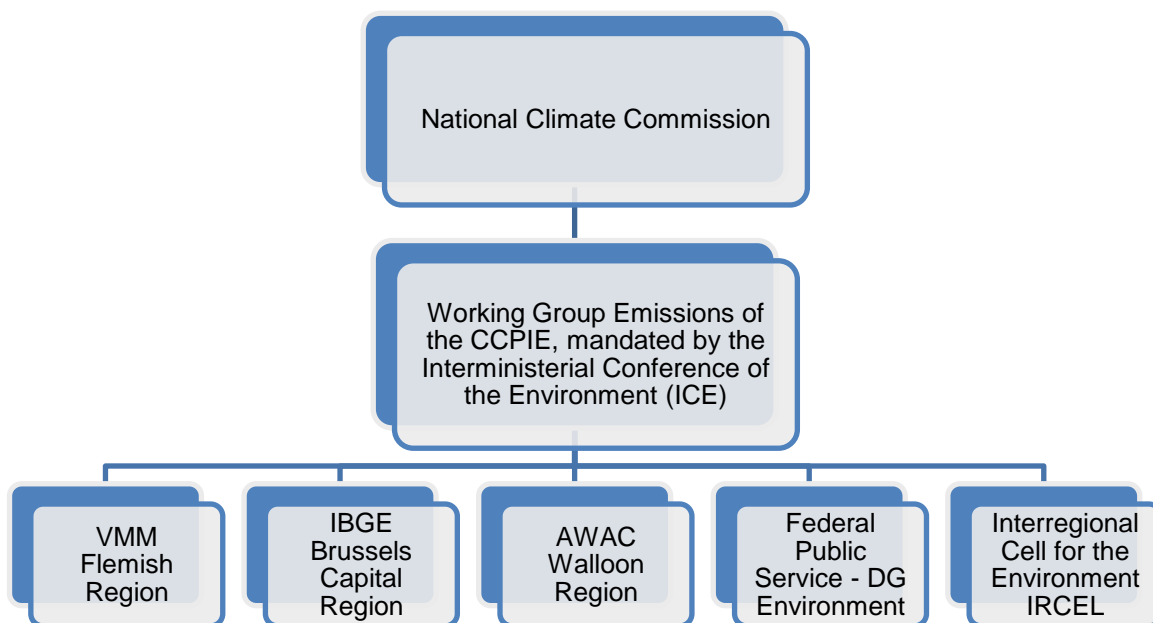 National Climate Commission
Working Group Emissions of
the CCPIE, mandated by the
Interministerial Conference of
the Environment (ICE)
VMM
Flemish
Region
IBGE
Brussels
Capital
Region
AWAC
Walloon
Region
Federal
Public
Service - DG
Environment
Interregional
Cell for the
Environment
IRCEL